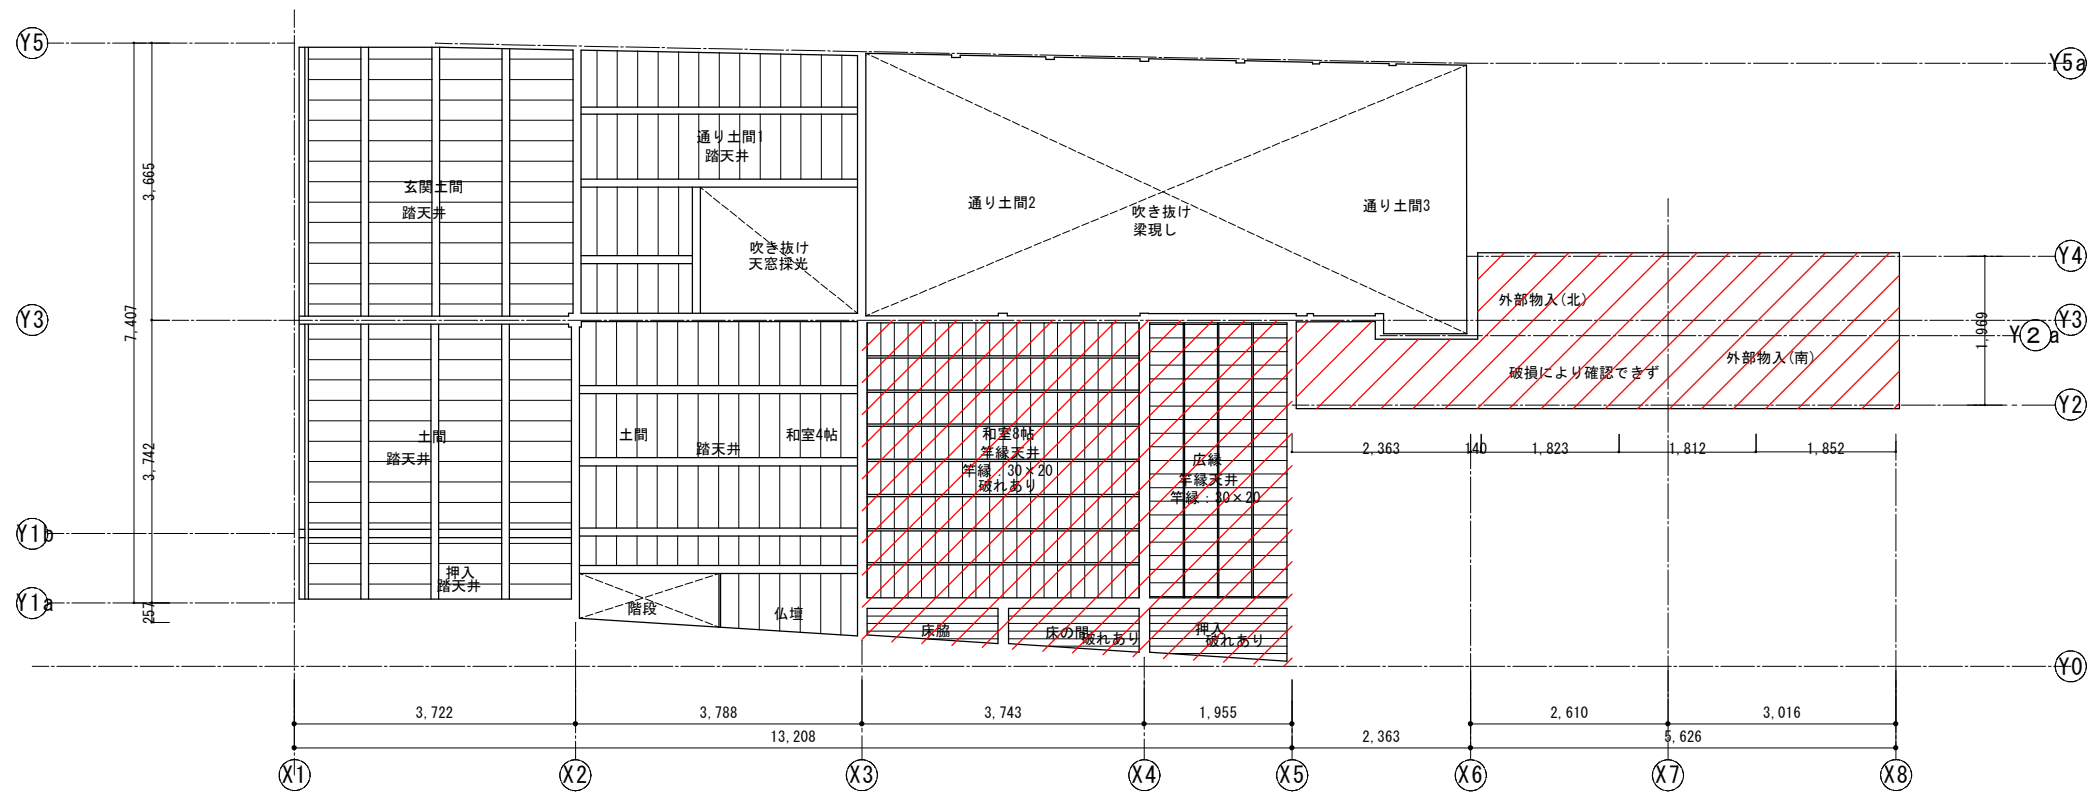 Y5
Y5a
3,665
通り土間1
踏天井
玄関土間
踏天井
通り土間2
吹き抜け
梁現し
通り土間3
吹き抜け
天窓採光
Y4
外部物入(北)
7,407
Y3
Y3
1,969
Y2a
外部物入(南)
破損により確認できず
Y2
土間
踏天井
土間
踏天井
和室4帖
和室8帖
竿縁天井
竿縁:30×20
破れあり
広縁
竿縁天井
竿縁:30×20
2,363
140
1,823
1,812
1,852
3,742
Y1b
押入
踏天井
Y1a
257
階段
仏壇
床脇
床の間
破れあり
押入
破れあり
Y0
3,722
3,788
3,743
1,955
2,610
3,016
13,208
2,363
5,626
X1
X2
X3
X4
X5
X6
X7
X8